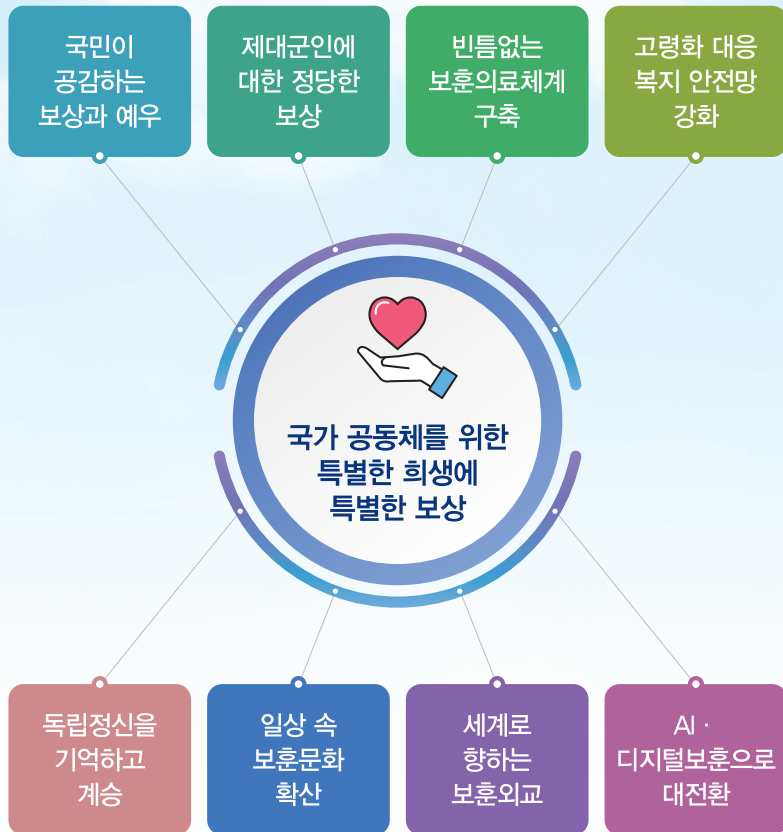 국민이
공감하는
보상과 예우
제대군인에
대한 정당한
보상
빈틈없는
보훈의료체계
구축
고령화 대응
복지 안전망
강화
국가 공동체를 위한
특별한 희생에
특별한 보상
독립정신을
기억하고
계승
일상 속
보훈문화
확산
세계로
향하는
보훈외교
AI ·
디지털보훈으로
대전환